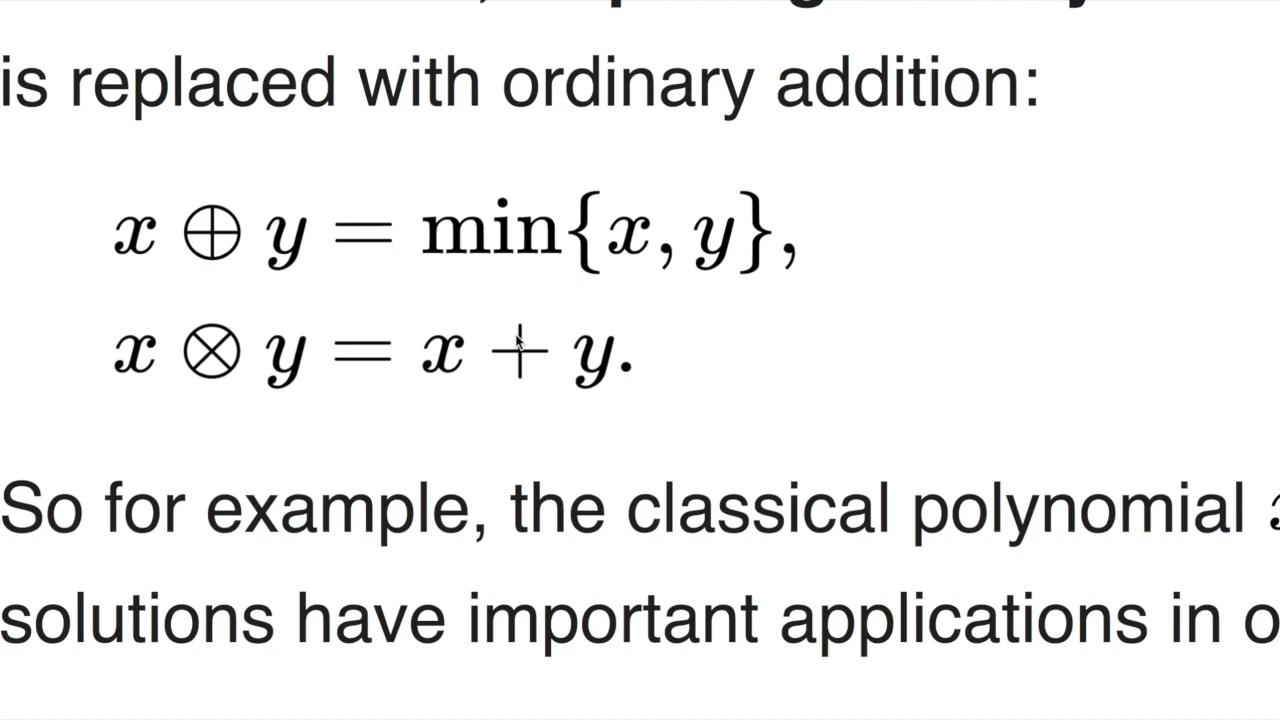 is replaced with ordinary addition:
x ⊕ y = min{x, y},
x ⊗ y = x + y.
So for example, the classical polynomial
solutions have important applications in o